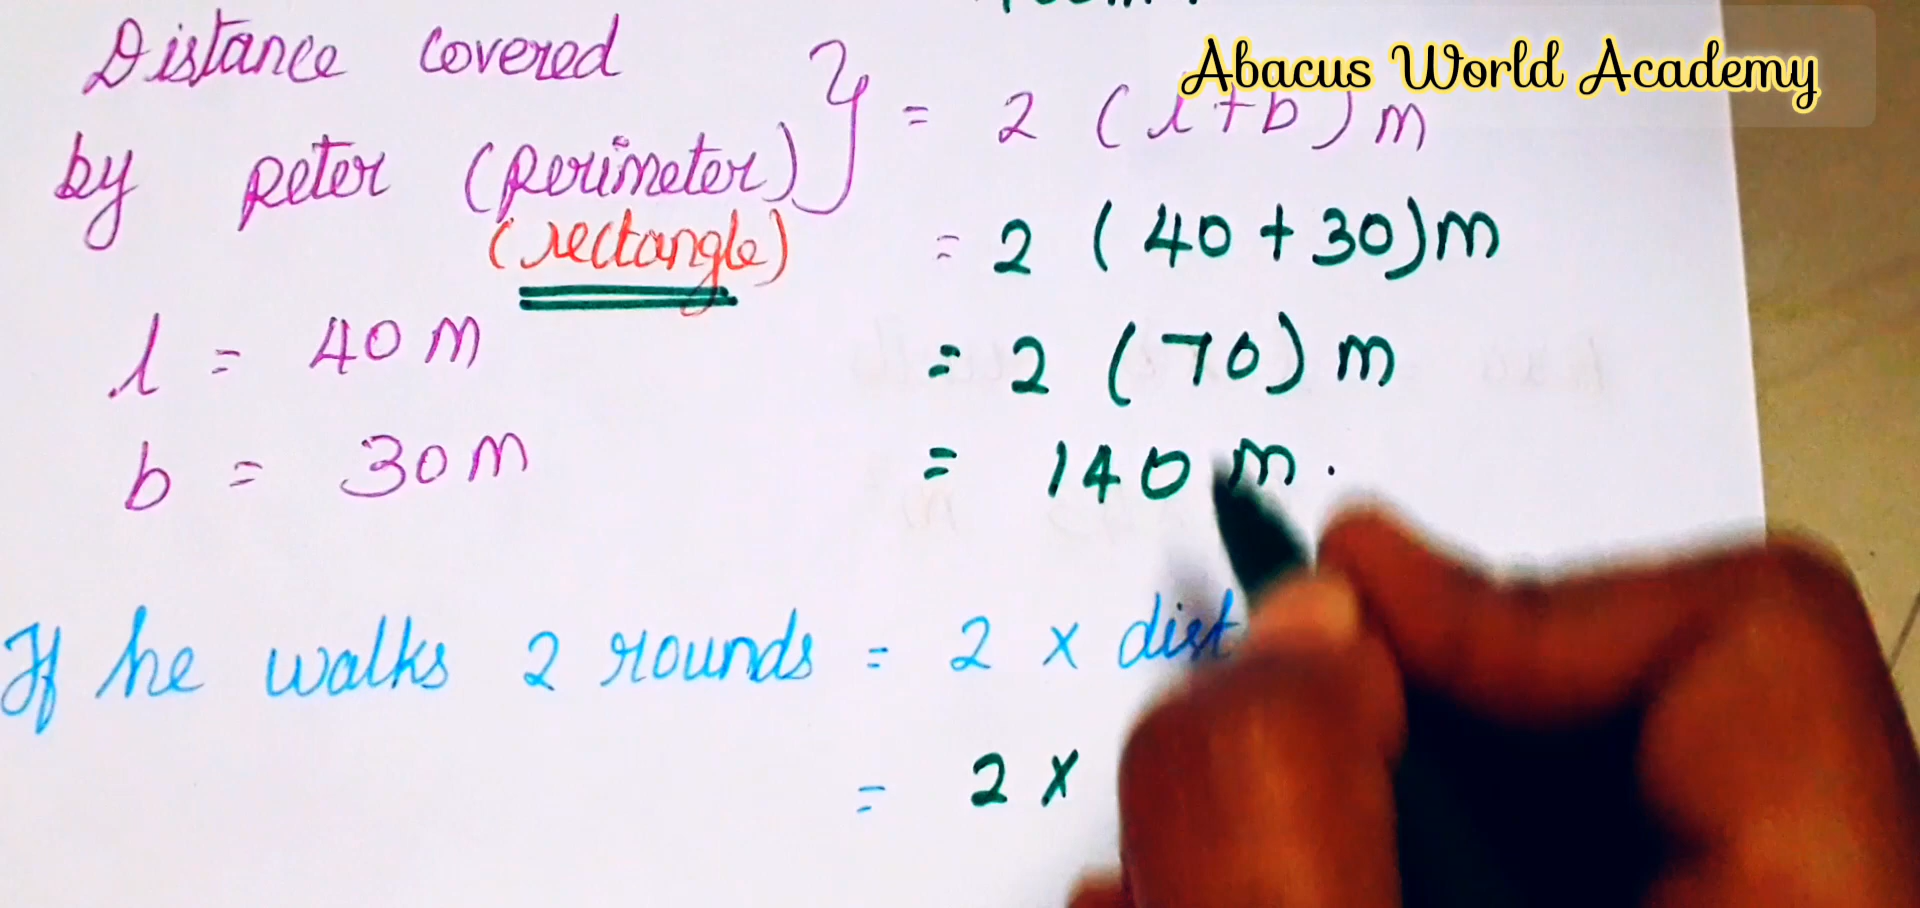 Abacus World Academy
Distance covered
by peter (perimeter) } = 2 (l+b) m
(rectangle) = 2 (40 + 30) m
l = 40 m = 2 (70) m
b = 30 m = 140 m.
If he walks 2 rounds = 2 x dist
= 2 x